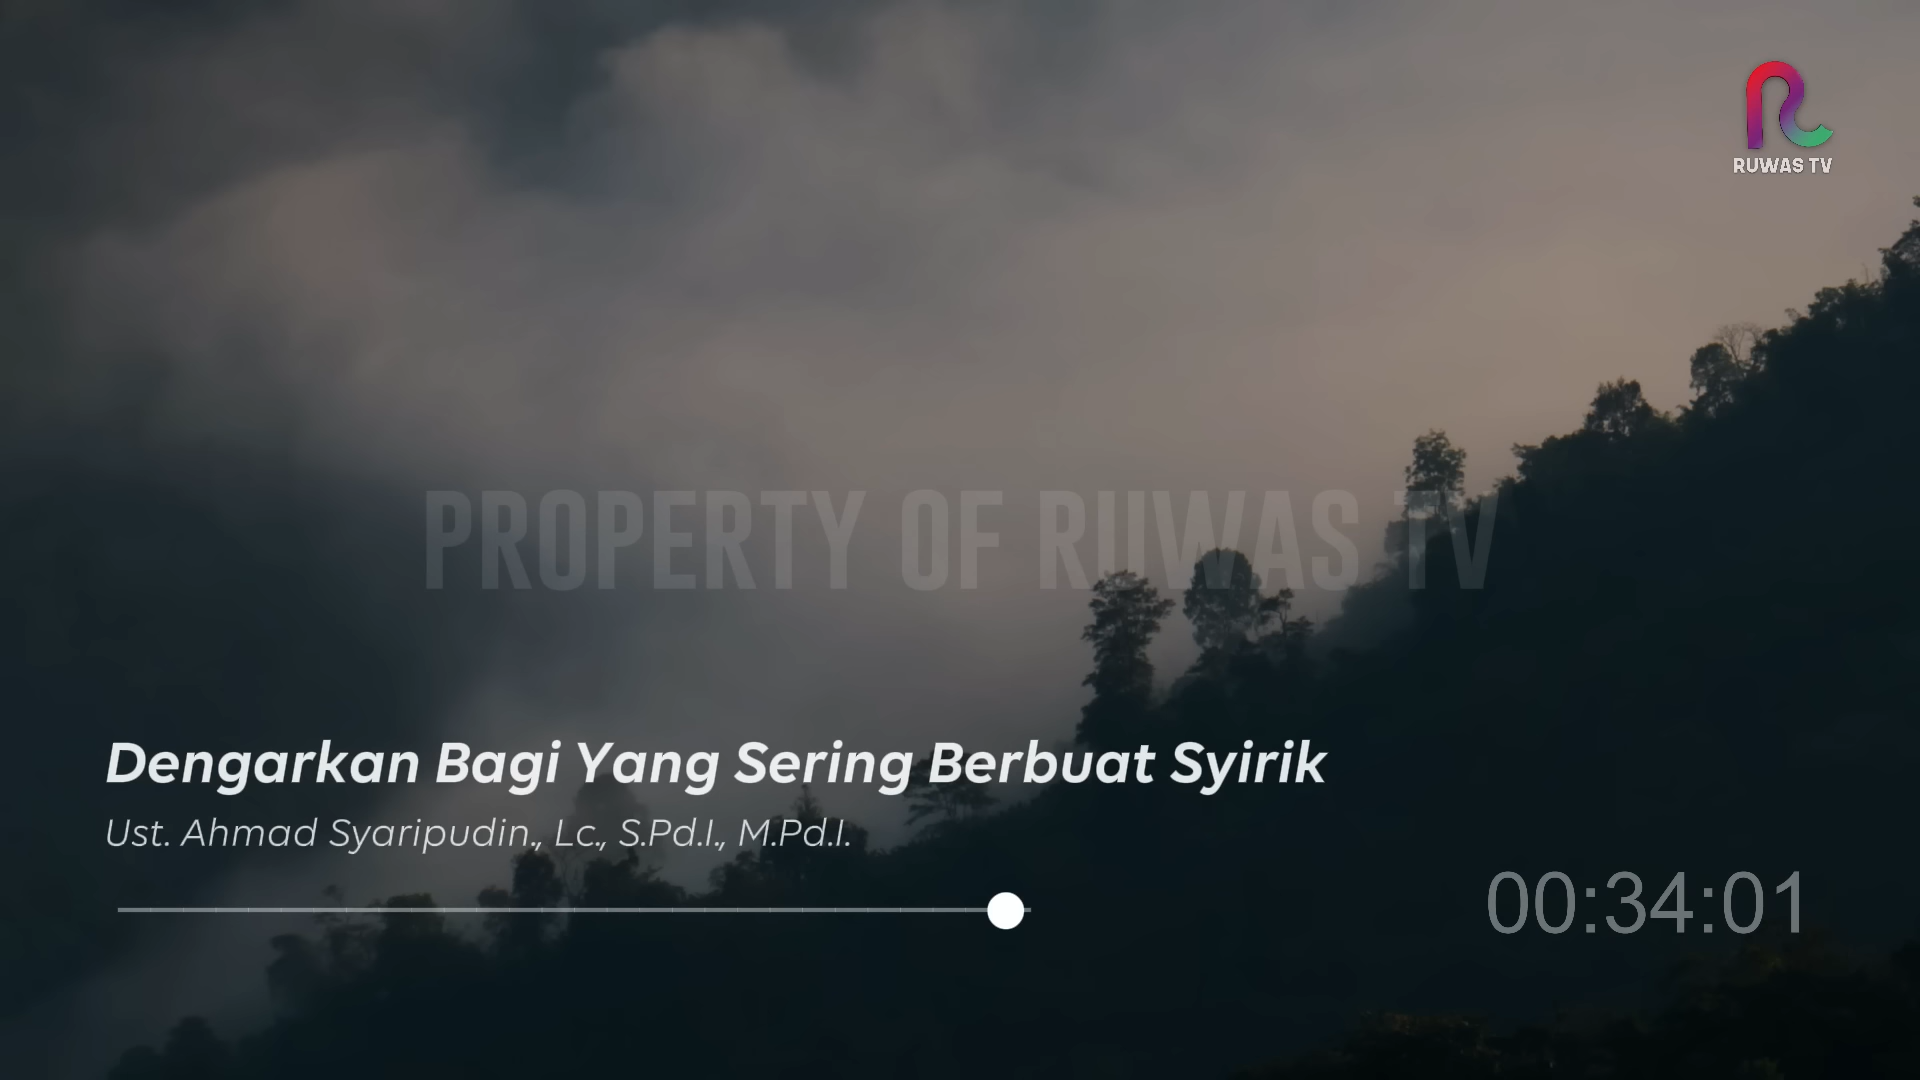 RUWAS TV
PROPERTY OF RUWAS TV
Dengarkan Bagi Yang Sering Berbuat Syirik
Ust. Ahmad Syaripudin., Lc., S.Pd.I., M.Pd.I.
00:34:01